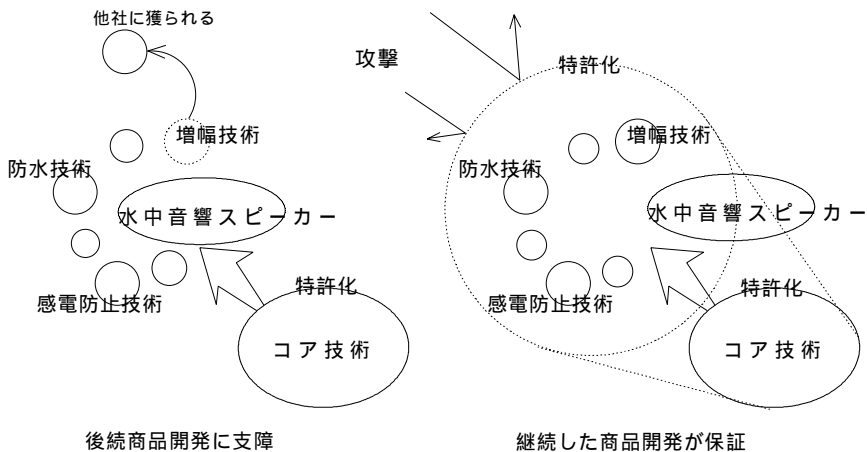 他社に獲られる
増幅技術
防水技術
水中音響スピーカー
感電防止技術
特許化
コア技術
後続商品開発に支障
攻撃
特許化
増幅技術
防水技術
水中音響スピーカー
感電防止技術
特許化
コア技術
継続した商品開発が保証